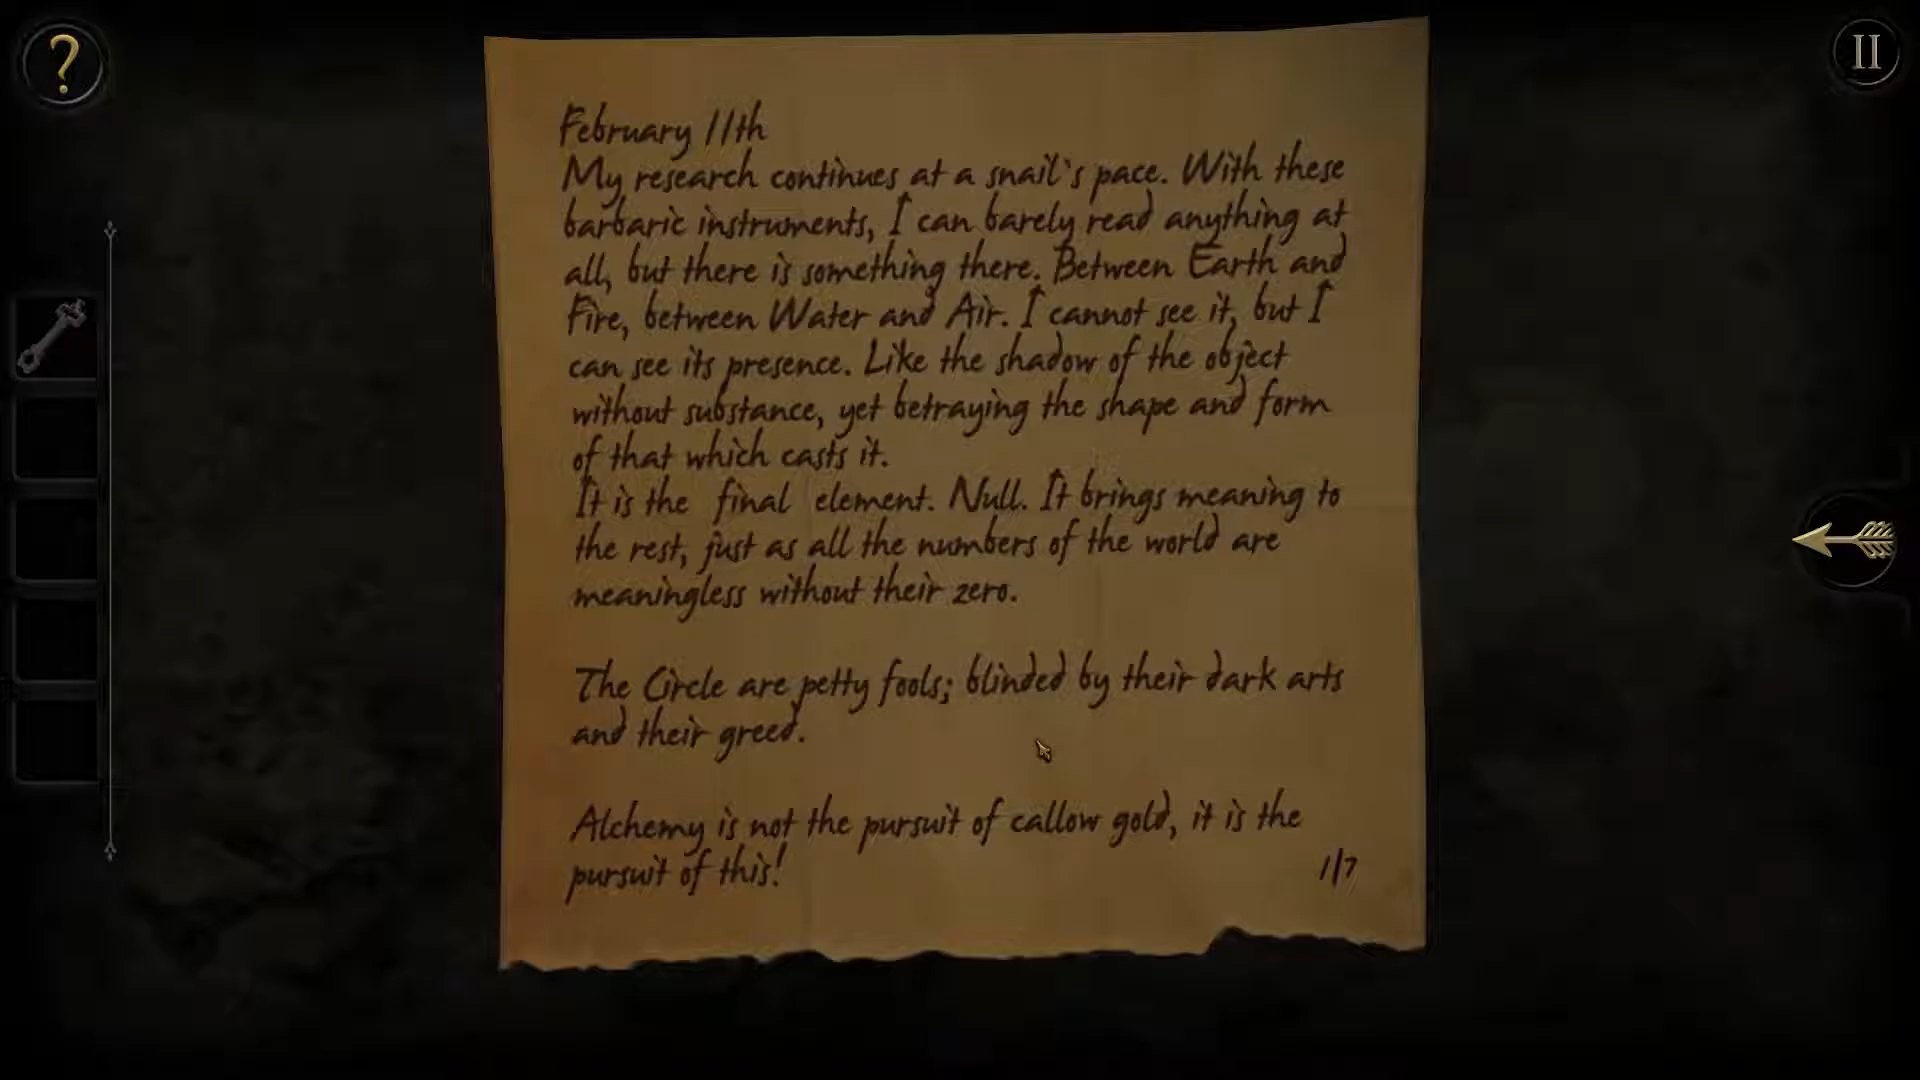 ?
II
February 11th
My research continues at a snail's pace. With these
barbaric instruments, I can barely read anything at
all, but there is something there. Between Earth and
Fire, between Water and Air. I cannot see it, but I
can see its presence. Like the shadow of the object
without substance, yet betraying the shape and form
of that which casts it.
It is the final element. Null. It brings meaning to
the rest, just as all the numbers of the world are
meaningless without their zero.
The Circle are petty fools; blinded by their dark arts
and their greed.
Alchemy is not the pursuit of callow gold, it is the
pursuit of this!
1/7